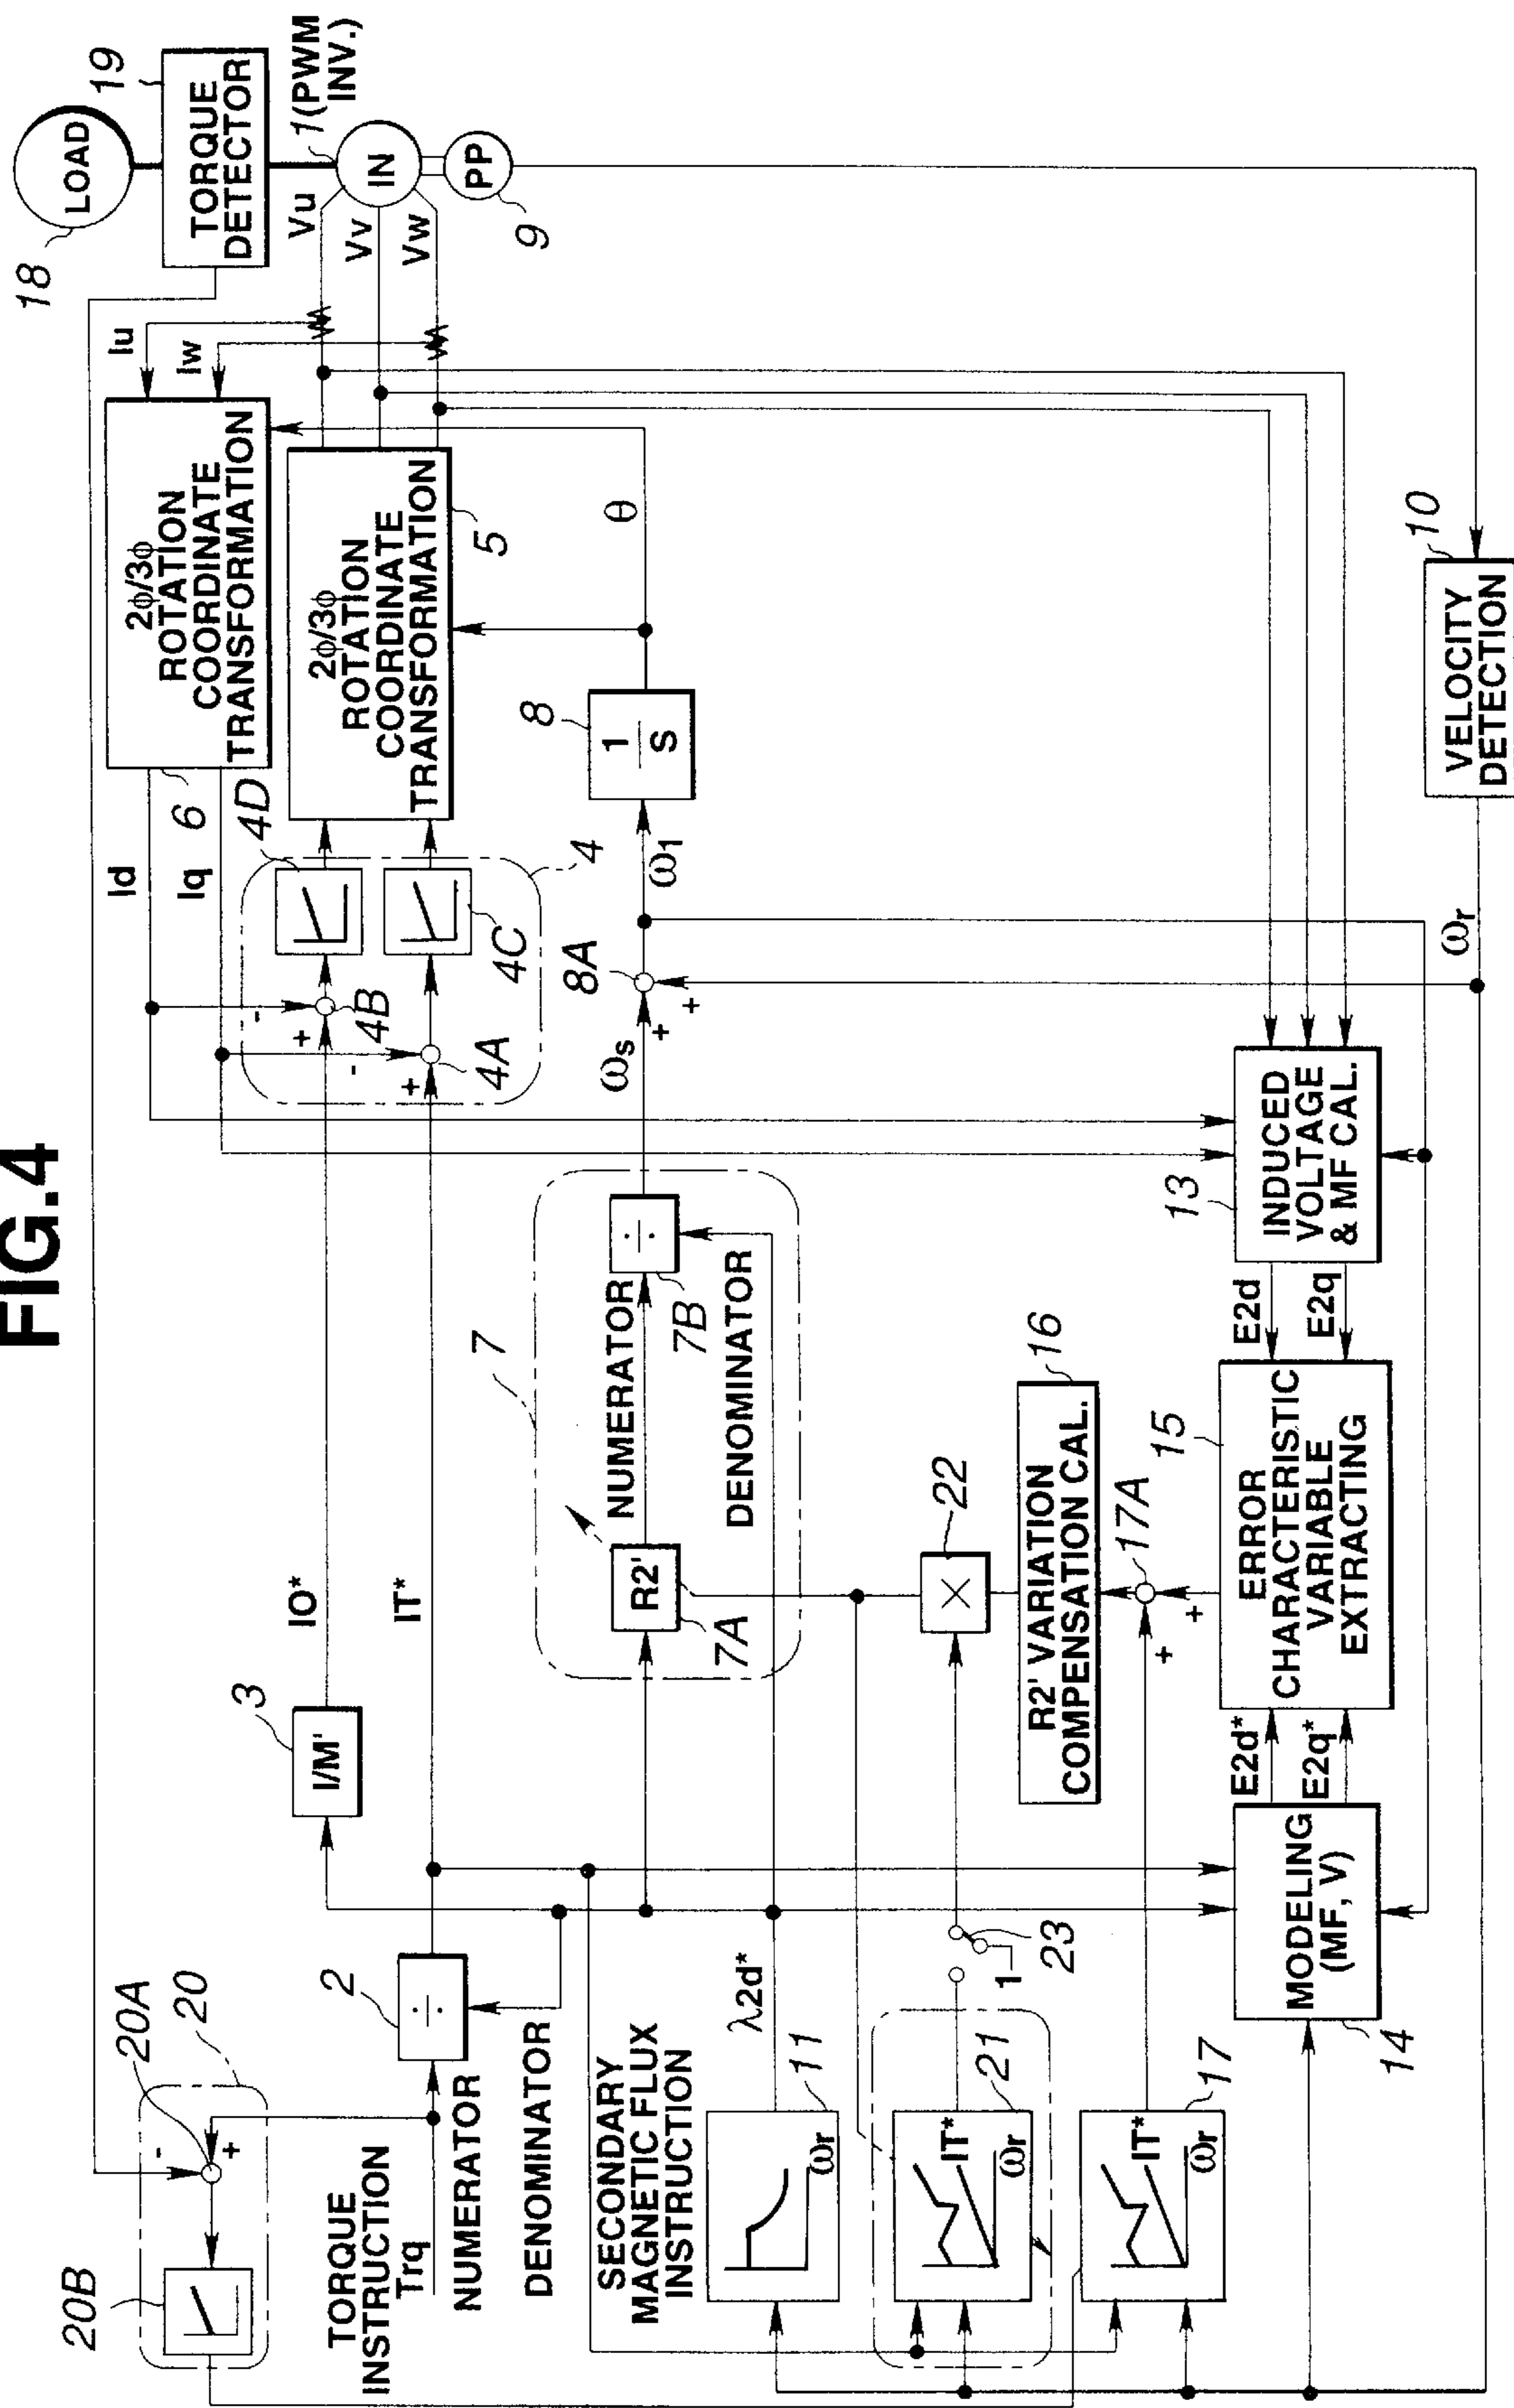 FIG.4
LOAD
18
TORQUE
DETECTOR
19
1(PWM
INV.)
IN
PP
9
Vu
Vv
Vw
Iu
Iw
2φ/3φ
ROTATION
COORDINATE
TRANSFORMATION
6
2φ/3φ
ROTATION
COORDINATE
TRANSFORMATION
5
Id
Iq
4D
4
4C
4B
4A
+
-
+
-
θ
8
1
S
ω1
8A
+
+
ωs
ωr
10
VELOCITY
DETECTION
7
÷
7B
NUMERATOR
DENOMINATOR
R2'
7A
IO*
IT*
3
I/M'
2
÷
20A
20
-
+
20B
TORQUE
INSTRUCTION
Trq
NUMERATOR
DENOMINATOR
SECONDARY
MAGNETIC FLUX
INSTRUCTION
λ2d*
11
ωr
21
IT*
ωr
17
IT*
ωr
23
1
22
×
16
R2' VARIATION
COMPENSATION CAL.
17A
+
+
15
ERROR
CHARACTERISTIC
VARIABLE
EXTRACTING
E2d*
E2q*
E2d
E2q
13
INDUCED
VOLTAGE
& MF CAL.
MODELING
(MF, V)
14